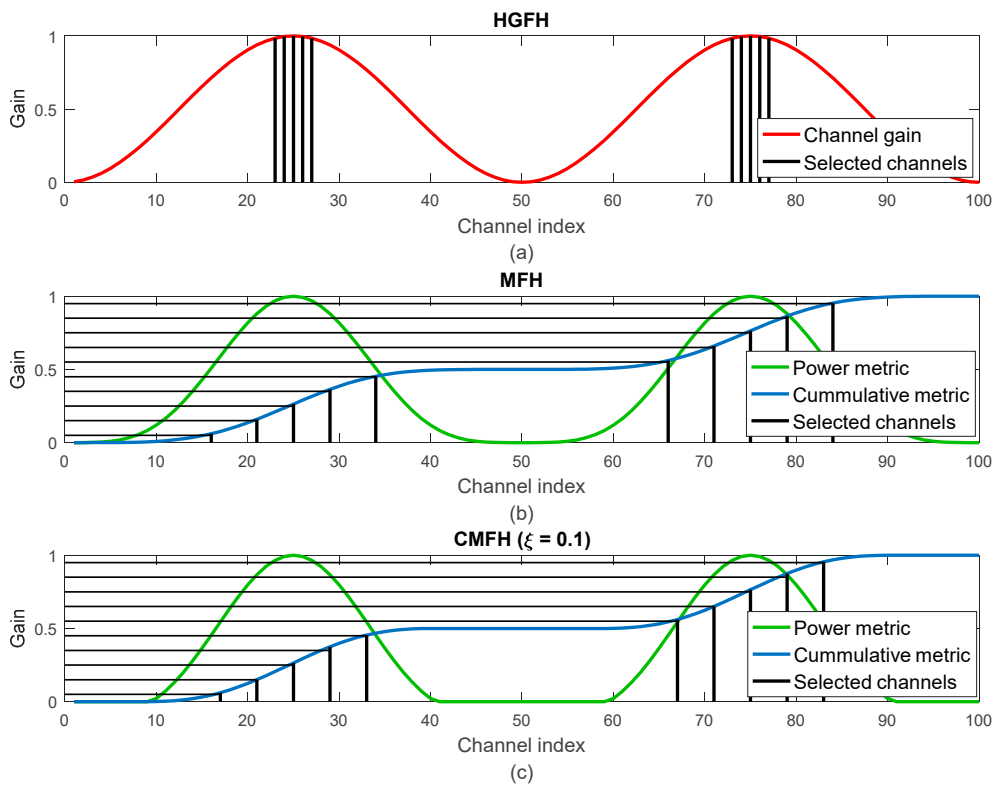 HGFH
1
0.5
0
Gain
Channel gain
Selected channels
0 10 20 30 40 50 60 70 80 90 100
Channel index
(a)
MFH
1
0.5
0
Gain
Power metric
Cummulative metric
Selected channels
0 10 20 30 40 50 60 70 80 90 100
Channel index
(b)
CMFH (ξ = 0.1)
1
0.5
0
Gain
Power metric
Cummulative metric
Selected channels
0 10 20 30 40 50 60 70 80 90 100
Channel index
(c)